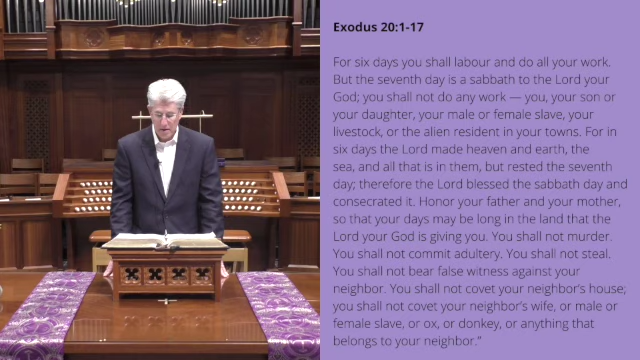 Exodus 20:1-17
For six days you shall labour and do all your work.
But the seventh day is a sabbath to the Lord your
God; you shall not do any work — you, your son or
your daughter, your male or female slave, your
livestock, or the alien resident in your towns. For in
six days the Lord made heaven and earth, the
sea, and all that is in them, but rested the seventh
day; therefore the Lord blessed the sabbath day and
consecrated it. Honor your father and your mother,
so that your days may be long in the land that the
Lord your God is giving you. You shall not murder.
You shall not commit adultery. You shall not steal.
You shall not bear false witness against your
neighbor. You shall not covet your neighbor's house;
you shall not covet your neighbor's wife, or male or
female slave, or ox, or donkey, or anything that
belongs to your neighbor."